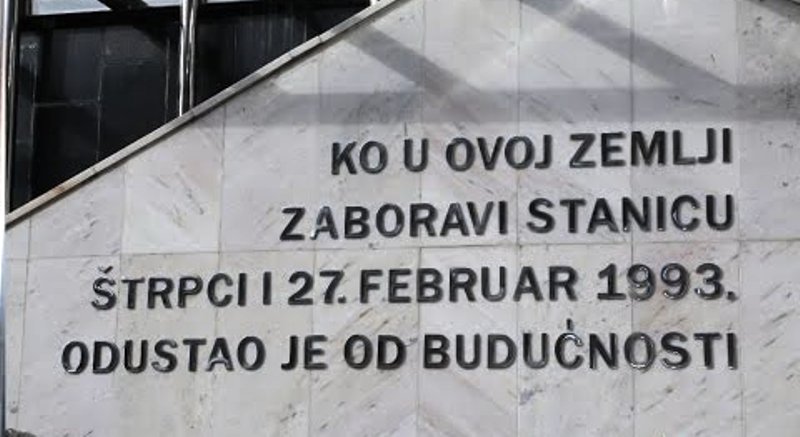 KO U OVOJ ZEMLJI
ZABORAVI STANICU
ŠTRPCI I 27. FEBRUAR 1993.
ODUSTAO JE OD BUDUĆNOSTI